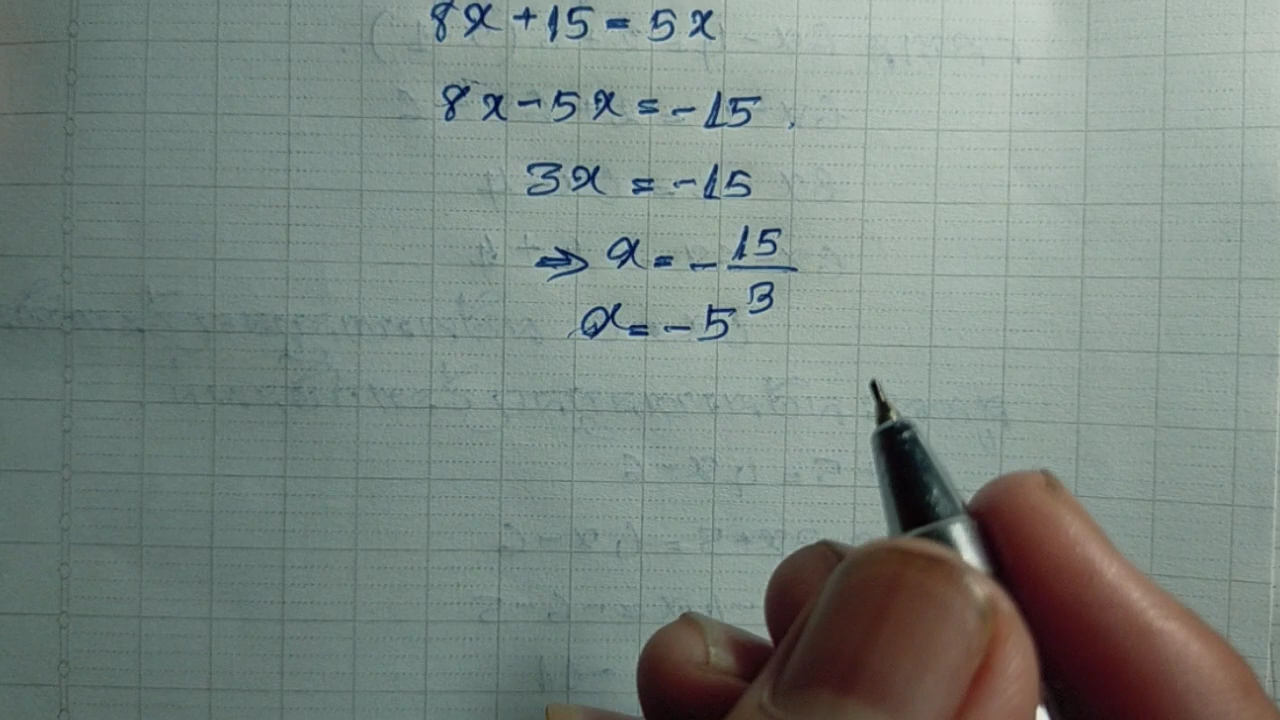 8x + 15 = 5x
8x - 5x = -15
3x = -15
⇒ x = - 15/3
x = -5